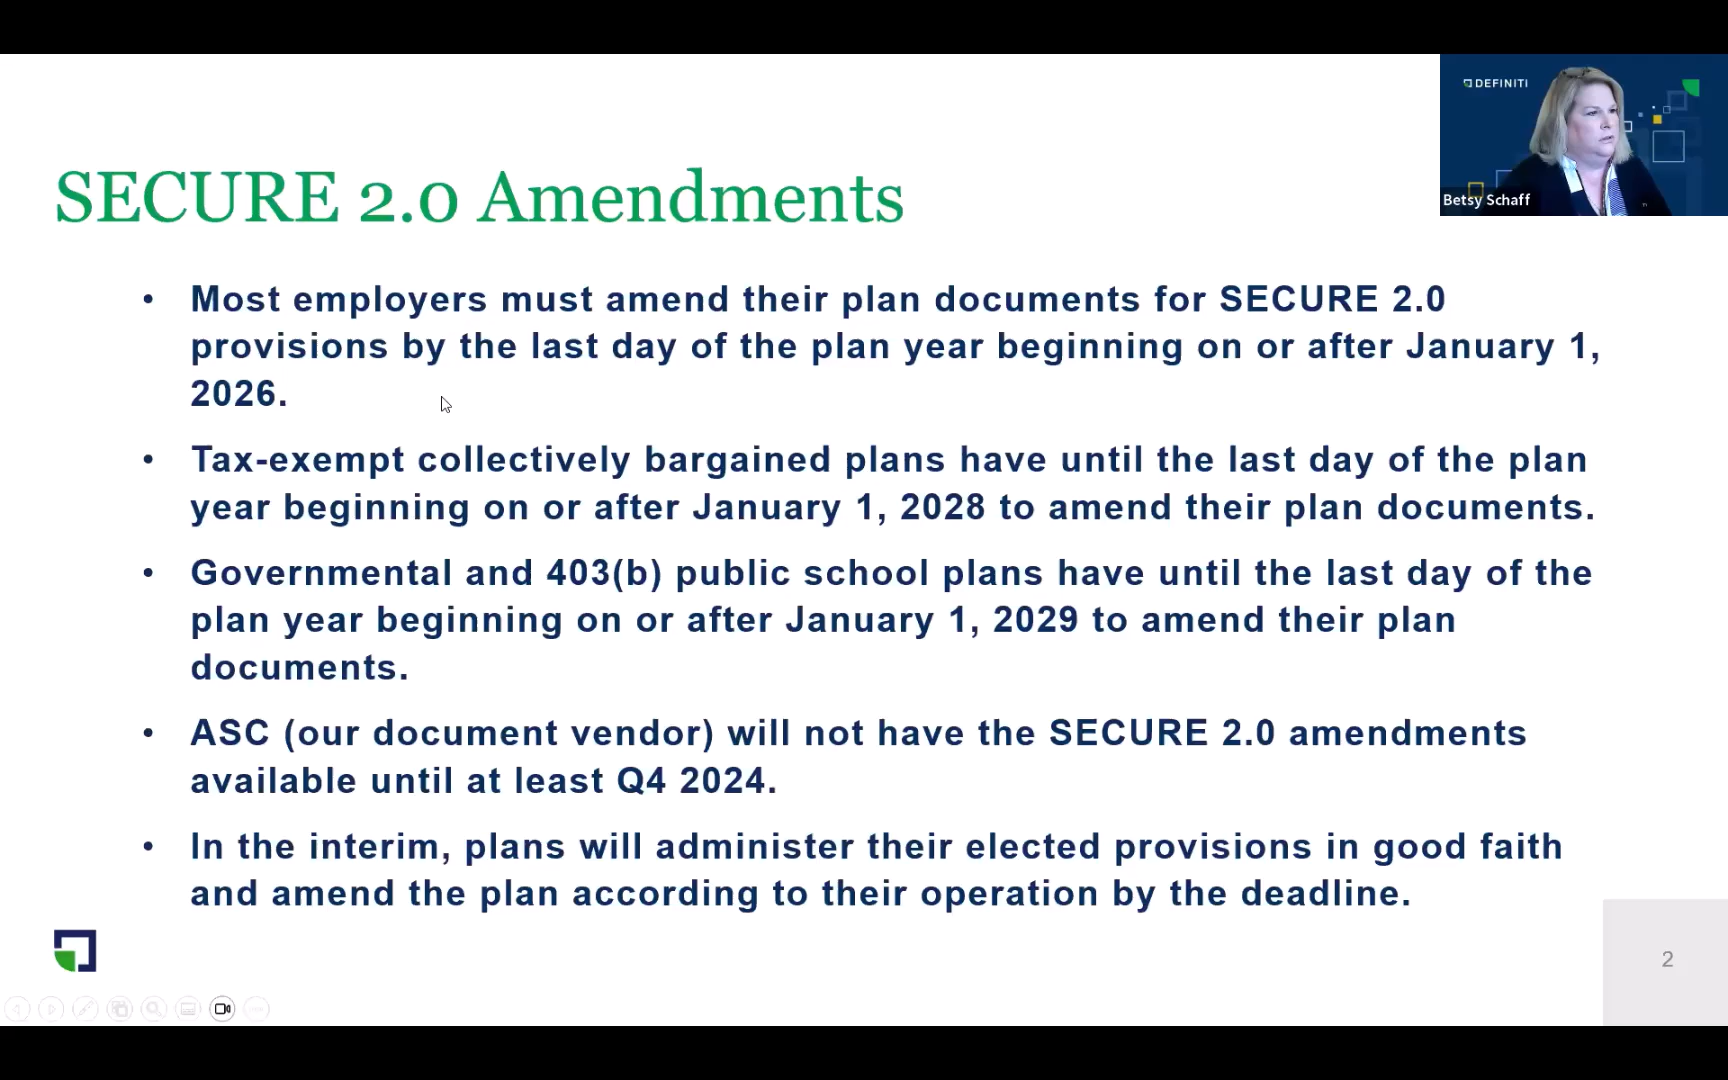 DEFINITI
Betsy Schaff
SECURE 2.0 Amendments
• Most employers must amend their plan documents for SECURE 2.0
provisions by the last day of the plan year beginning on or after January 1,
2026.
• Tax-exempt collectively bargained plans have until the last day of the plan
year beginning on or after January 1, 2028 to amend their plan documents.
• Governmental and 403(b) public school plans have until the last day of the
plan year beginning on or after January 1, 2029 to amend their plan
documents.
• ASC (our document vendor) will not have the SECURE 2.0 amendments
available until at least Q4 2024.
• In the interim, plans will administer their elected provisions in good faith
and amend the plan according to their operation by the deadline.
2